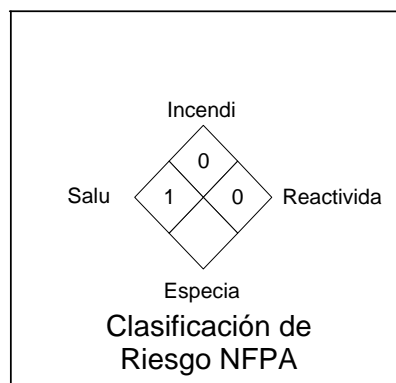 Incendi
0
Salu 1 0 Reactivida
Especia
Clasificación de
Riesgo NFPA